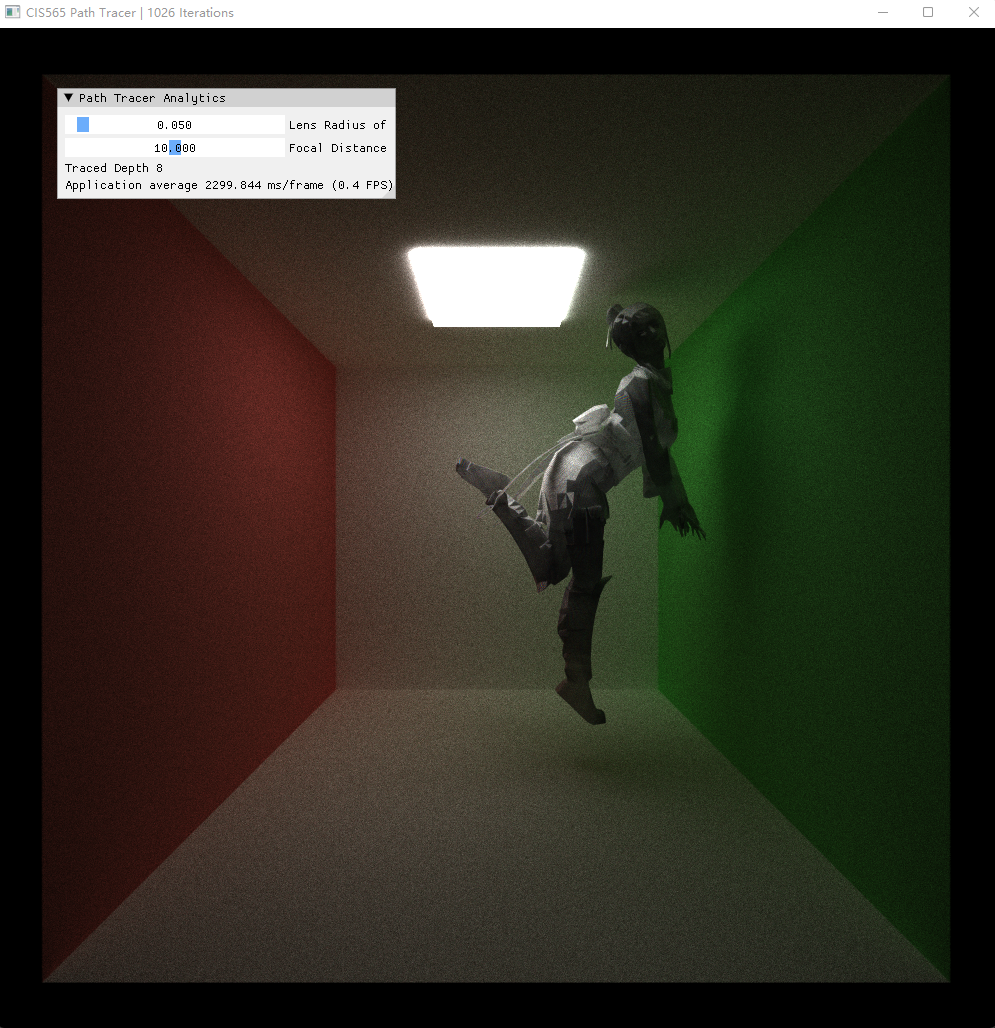 CIS565 Path Tracer | 1026 Iterations
Path Tracer Analytics
0.050 Lens Radius of
10.000 Focal Distance
Traced Depth 8
Application average 2299.844 ms/frame (0.4 FPS)